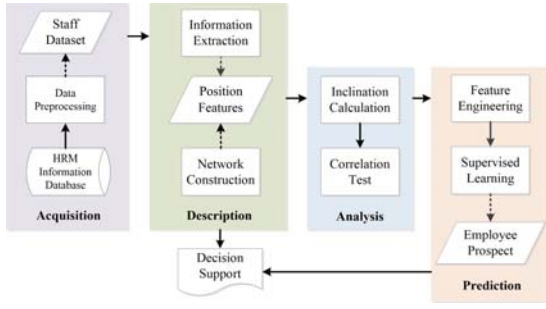 Staff
Dataset
Data
Preprocessing
HRM
Information
Database
Acquisition
Information
Extraction
Position
Features
Network
Construction
Description
Decision
Support
Inclination
Calculation
Correlation
Test
Analysis
Feature
Engineering
Supervised
Learning
Employee
Prospect
Prediction